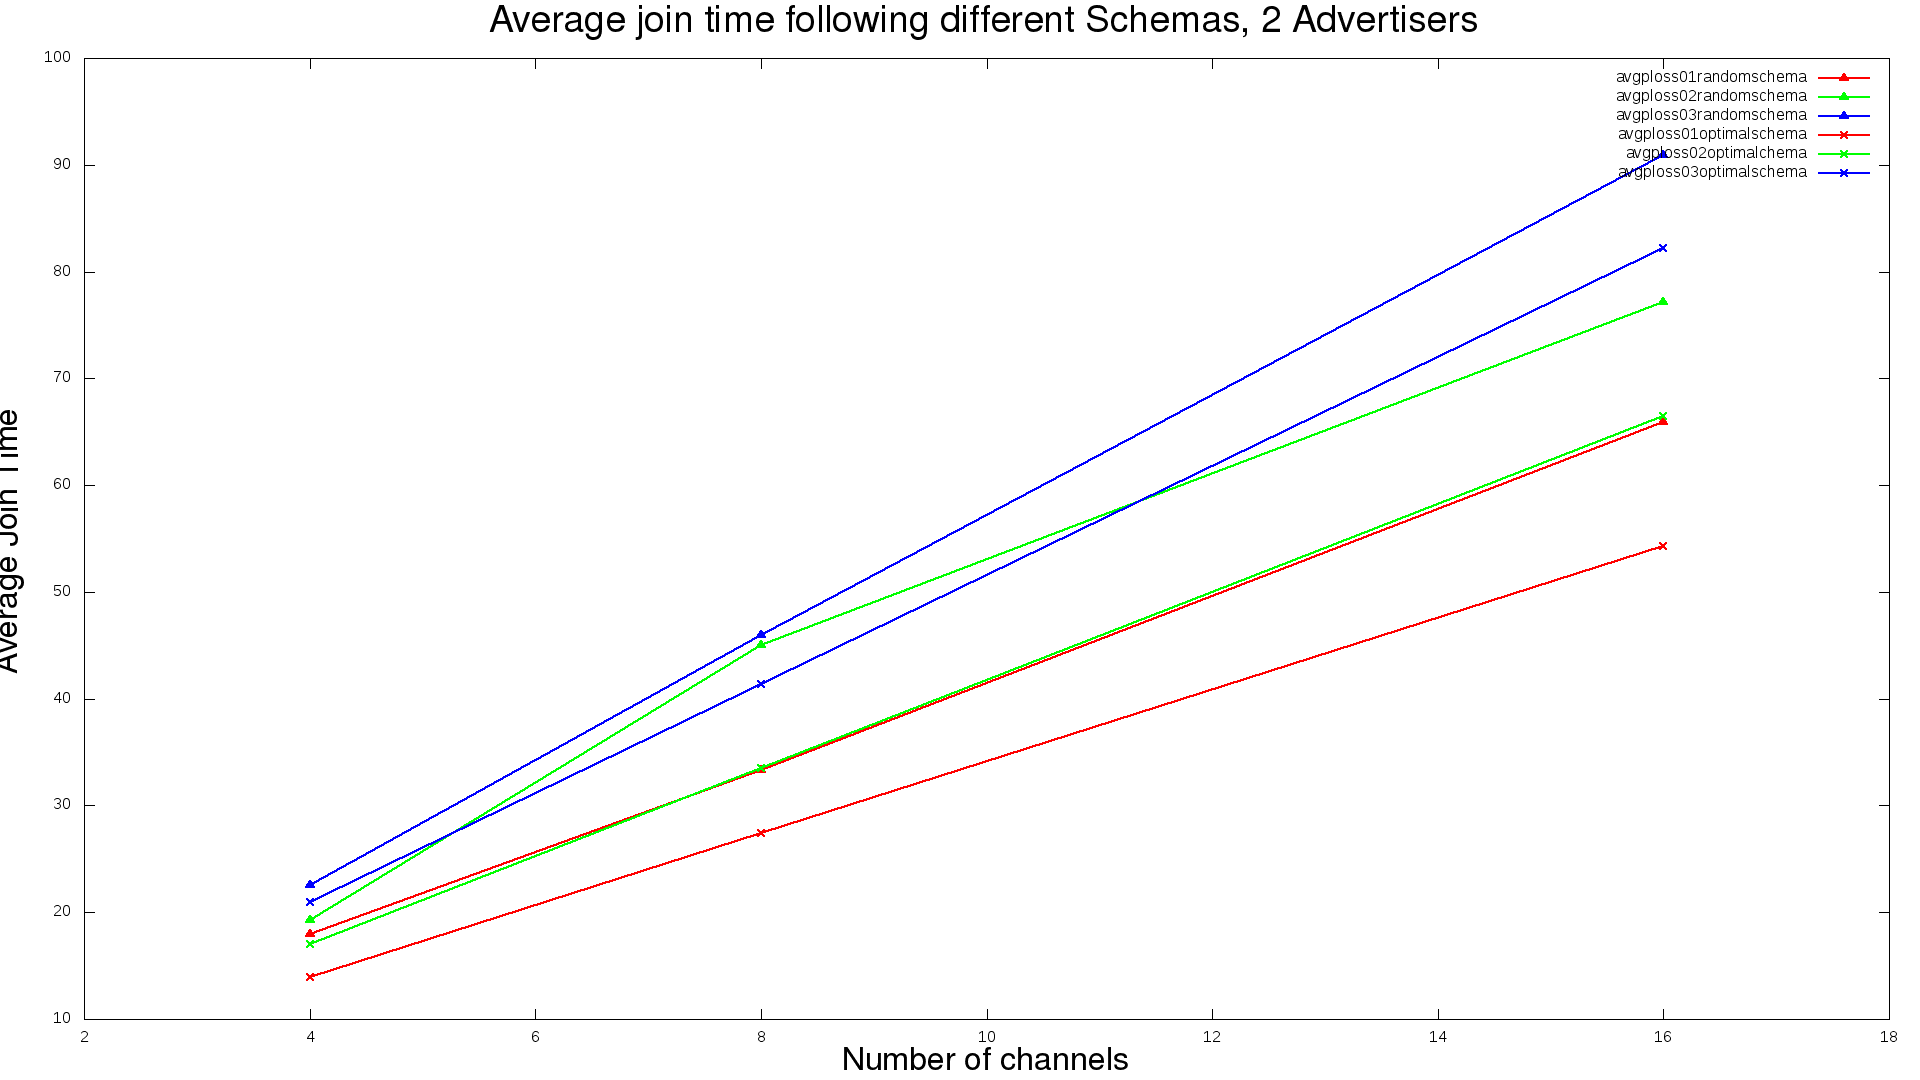 Average join time following different Schemas, 2 Advertisers
100
90
80
70
60
50
40
30
20
10
Average Join Time
avgploss01randomschema
avgploss02randomschema
avgploss03randomschema
avgploss01optimalschema
avgploss02optimalchema
avgploss03optimalschema
2 4 6 8 10 12 14 16 18
Number of channels